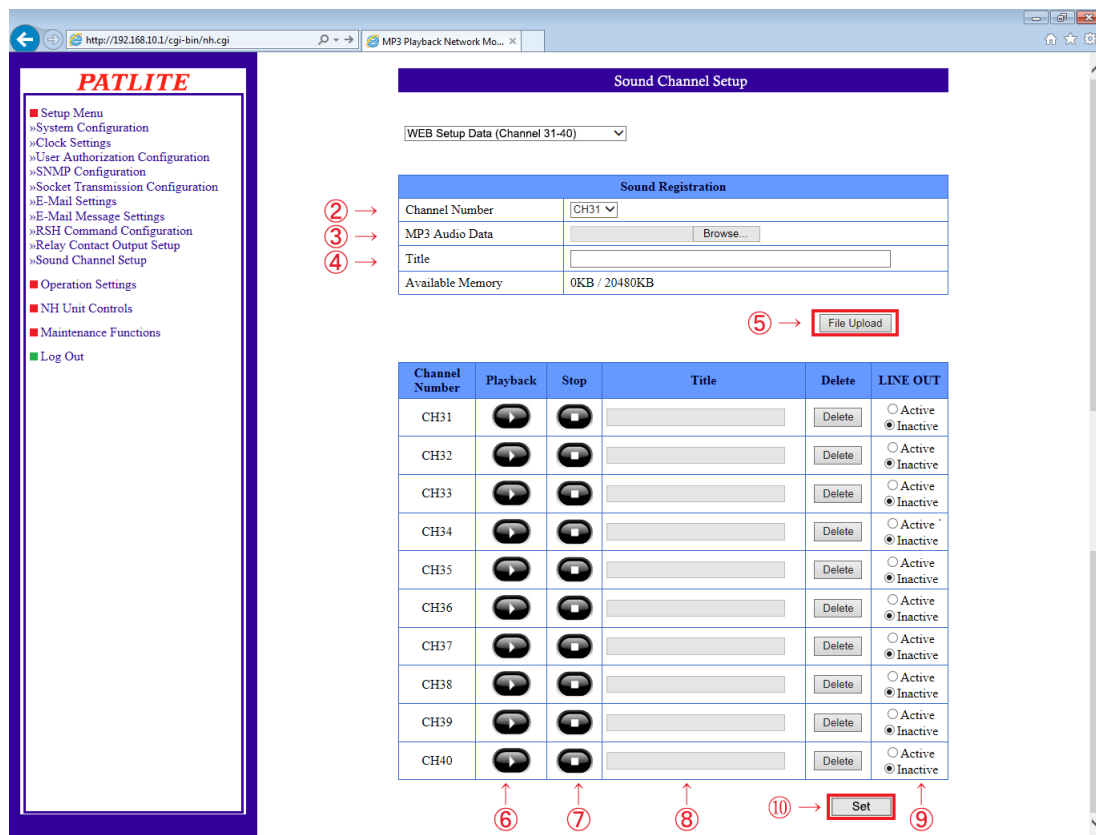 http://192.168.10.1/cgi-bin/nh.cgi
MP3 Playback Network Mo...
PATLITE
Setup Menu
»System Configuration
»Clock Settings
»User Authorization Configuration
»SNMP Configuration
»Socket Transmission Configuration
»E-Mail Settings
»E-Mail Message Settings
»RSH Command Configuration
»Relay Contact Output Setup
»Sound Channel Setup
Operation Settings
NH Unit Controls
Maintenance Functions
Log Out
Sound Channel Setup
WEB Setup Data (Channel 31-40)
Sound Registration
② → Channel Number CH31
③ → MP3 Audio Data Browse...
④ → Title
Available Memory 0KB / 20480KB
⑤ → File Upload
Channel Number Playback Stop Title Delete LINE OUT
CH31 Delete Active Inactive
CH32 Delete Active Inactive
CH33 Delete Active Inactive
CH34 Delete Active Inactive
CH35 Delete Active Inactive
CH36 Delete Active Inactive
CH37 Delete Active Inactive
CH38 Delete Active Inactive
CH39 Delete Active Inactive
CH40 Delete Active Inactive
⑩ → Set
⑥ ⑦ ⑧ ⑨